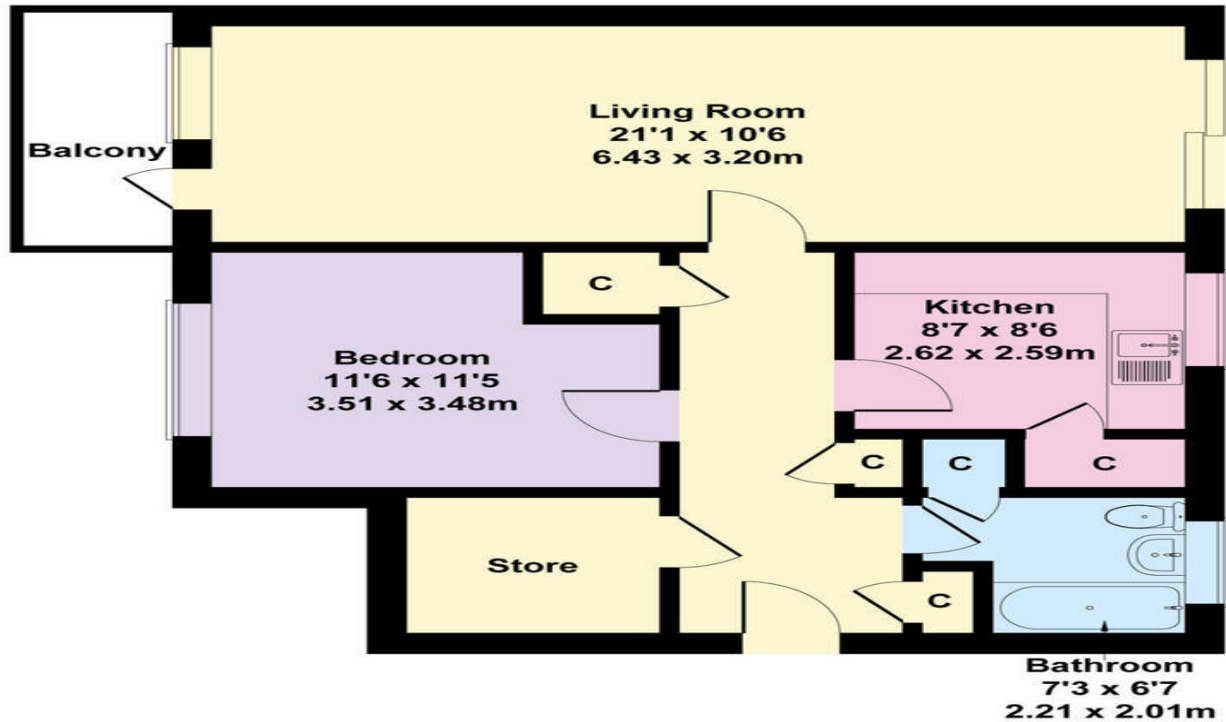 Living Room
21'1 x 10'6
6.43 x 3.20m
Balcony
C
Kitchen
8'7 x 8'6
2.62 x 2.59m
Bedroom
11'6 x 11'5
3.51 x 3.48m
C
C
C
Store
C
Bathroom
7'3 x 6'7
2.21 x 2.01m